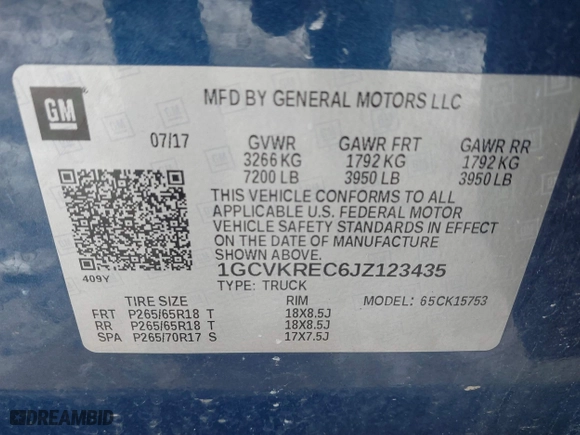 GM
MFD BY GENERAL MOTORS LLC
07/17 GVWR GAWR FRT GAWR RR
3266 KG 1792 KG 1792 KG
7200 LB 3950 LB 3950 LB
THIS VEHICLE CONFORMS TO ALL
APPLICABLE U.S. FEDERAL MOTOR
VEHICLE SAFETY STANDARDS IN EFFECT
ON THE DATE OF MANUFACTURE
SHOWN ABOVE.
409Y 1GCVKREC6JZ123435
TYPE: TRUCK
TIRE SIZE RIM MODEL: 65CK15753
FRT P265/65R18 T 18X8.5J
RR P265/65R18 T 18X8.5J
SPA P265/70R17 S 17X7.5J
DREAMBID